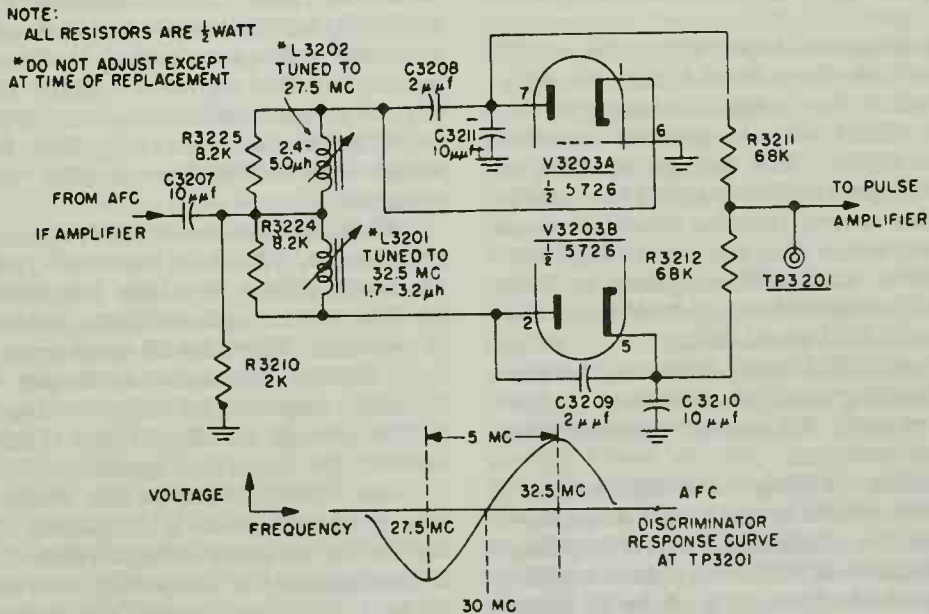 NOTE:
ALL RESISTORS ARE ½ WATT
*DO NOT ADJUST EXCEPT
AT TIME OF REPLACEMENT
*L3202
TUNED TO
27.5 MC
C3208
2µµf
R3225
8.2K
2.4-
5.0µh
C3211
10µµf
7
1
6
V3203A
½ 5726
R3211
68K
C3207
10µµf
FROM AFC
IF AMPLIFIER
R3224
8.2K
*L3201
TUNED TO
32.5 MC
1.7-3.2µh
V3203B
½ 5726
TO PULSE
AMPLIFIER
R3212
68K
TP3201
2
5
R3210
2K
C3209
2µµf
C3210
10µµf
5 MC
VOLTAGE
FREQUENCY
27.5 MC
32.5 MC
30 MC
AFC
DISCRIMINATOR
RESPONSE CURVE
AT TP3201